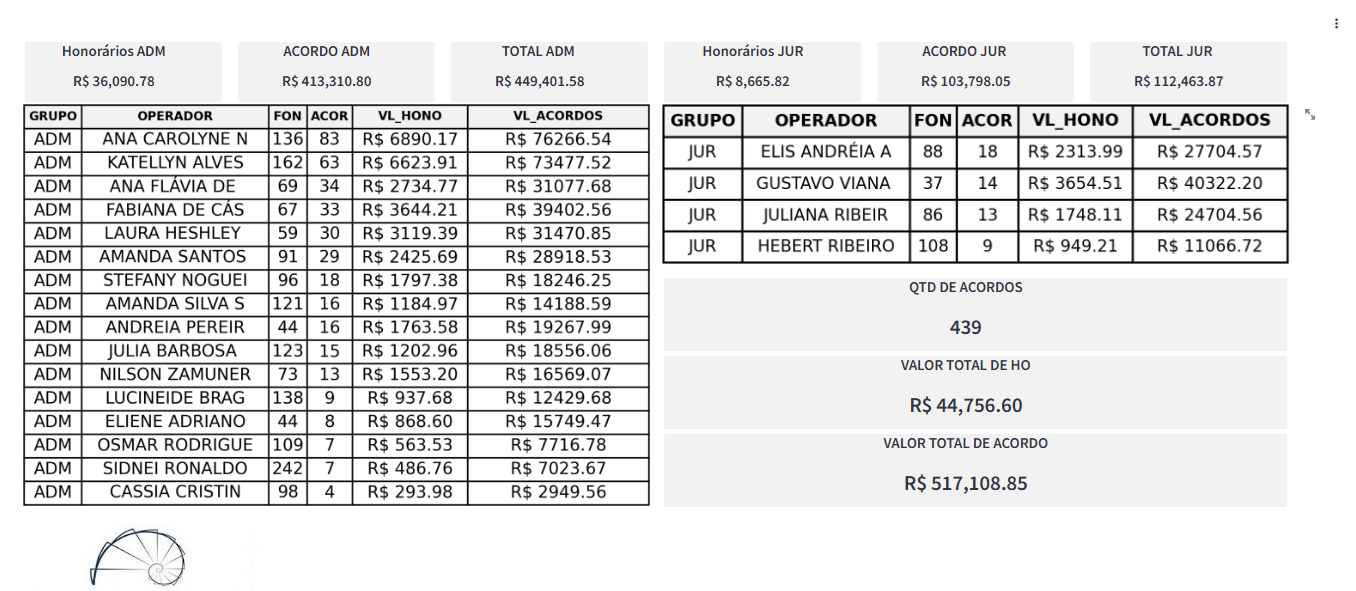 Honorários ADM
R$ 36,090.78
ACORDO ADM
R$ 413,310.80
TOTAL ADM
R$ 449,401.58
Honorários JUR
R$ 8,665.82
ACORDO JUR
R$ 103,798.05
TOTAL JUR
R$ 112,463.87
GRUPO OPERADOR FON ACOR VL_HONO VL_ACORDOS
ADM ANA CAROLYNE N 136 83 R$ 6890.17 R$ 76266.54
ADM KATELLYN ALVES 162 63 R$ 6623.91 R$ 73477.52
ADM ANA FLÁVIA DE 69 34 R$ 2734.77 R$ 31077.68
ADM FABIANA DE CÁS 67 33 R$ 3644.21 R$ 39402.56
ADM LAURA HESHLEY 59 30 R$ 3119.39 R$ 31470.85
ADM AMANDA SANTOS 91 29 R$ 2425.69 R$ 28918.53
ADM STEFANY NOGUEI 96 18 R$ 1797.38 R$ 18246.25
ADM AMANDA SILVA S 121 16 R$ 1184.97 R$ 14188.59
ADM ANDREIA PEREIR 44 16 R$ 1763.58 R$ 19267.99
ADM JULIA BARBOSA 123 15 R$ 1202.96 R$ 18556.06
ADM NILSON ZAMUNER 73 13 R$ 1553.20 R$ 16569.07
ADM LUCINEIDE BRAG 138 9 R$ 937.68 R$ 12429.68
ADM ELIENE ADRIANO 44 8 R$ 868.60 R$ 15749.47
ADM OSMAR RODRIGUE 109 7 R$ 563.53 R$ 7716.78
ADM SIDNEI RONALDO 242 7 R$ 486.76 R$ 7023.67
ADM CASSIA CRISTIN 98 4 R$ 293.98 R$ 2949.56
GRUPO OPERADOR FON ACOR VL_HONO VL_ACORDOS
JUR ELIS ANDRÉIA A 88 18 R$ 2313.99 R$ 27704.57
JUR GUSTAVO VIANA 37 14 R$ 3654.51 R$ 40322.20
JUR JULIANA RIBEIR 86 13 R$ 1748.11 R$ 24704.56
JUR HEBERT RIBEIRO 108 9 R$ 949.21 R$ 11066.72
QTD DE ACORDOS
439
VALOR TOTAL DE HO
R$ 44,756.60
VALOR TOTAL DE ACORDO
R$ 517,108.85